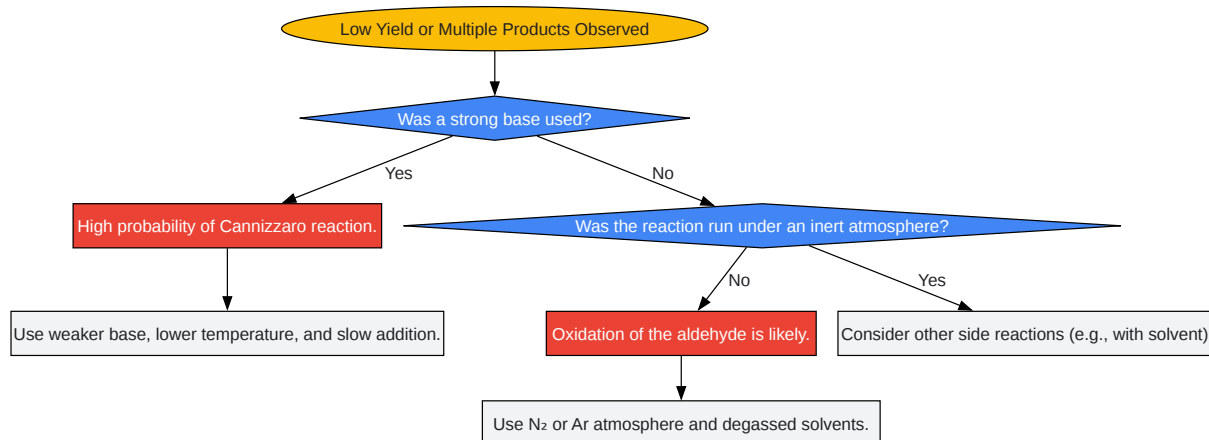 Low Yield or Multiple Products Observed
Was a strong base used?
Yes
No
High probability of Cannizzaro reaction.
Was the reaction run under an inert atmosphere?
Use weaker base, lower temperature, and slow addition.
No
Yes
Oxidation of the aldehyde is likely.
Consider other side reactions (e.g., with solvent)
Use N₂ or Ar atmosphere and degassed solvents.